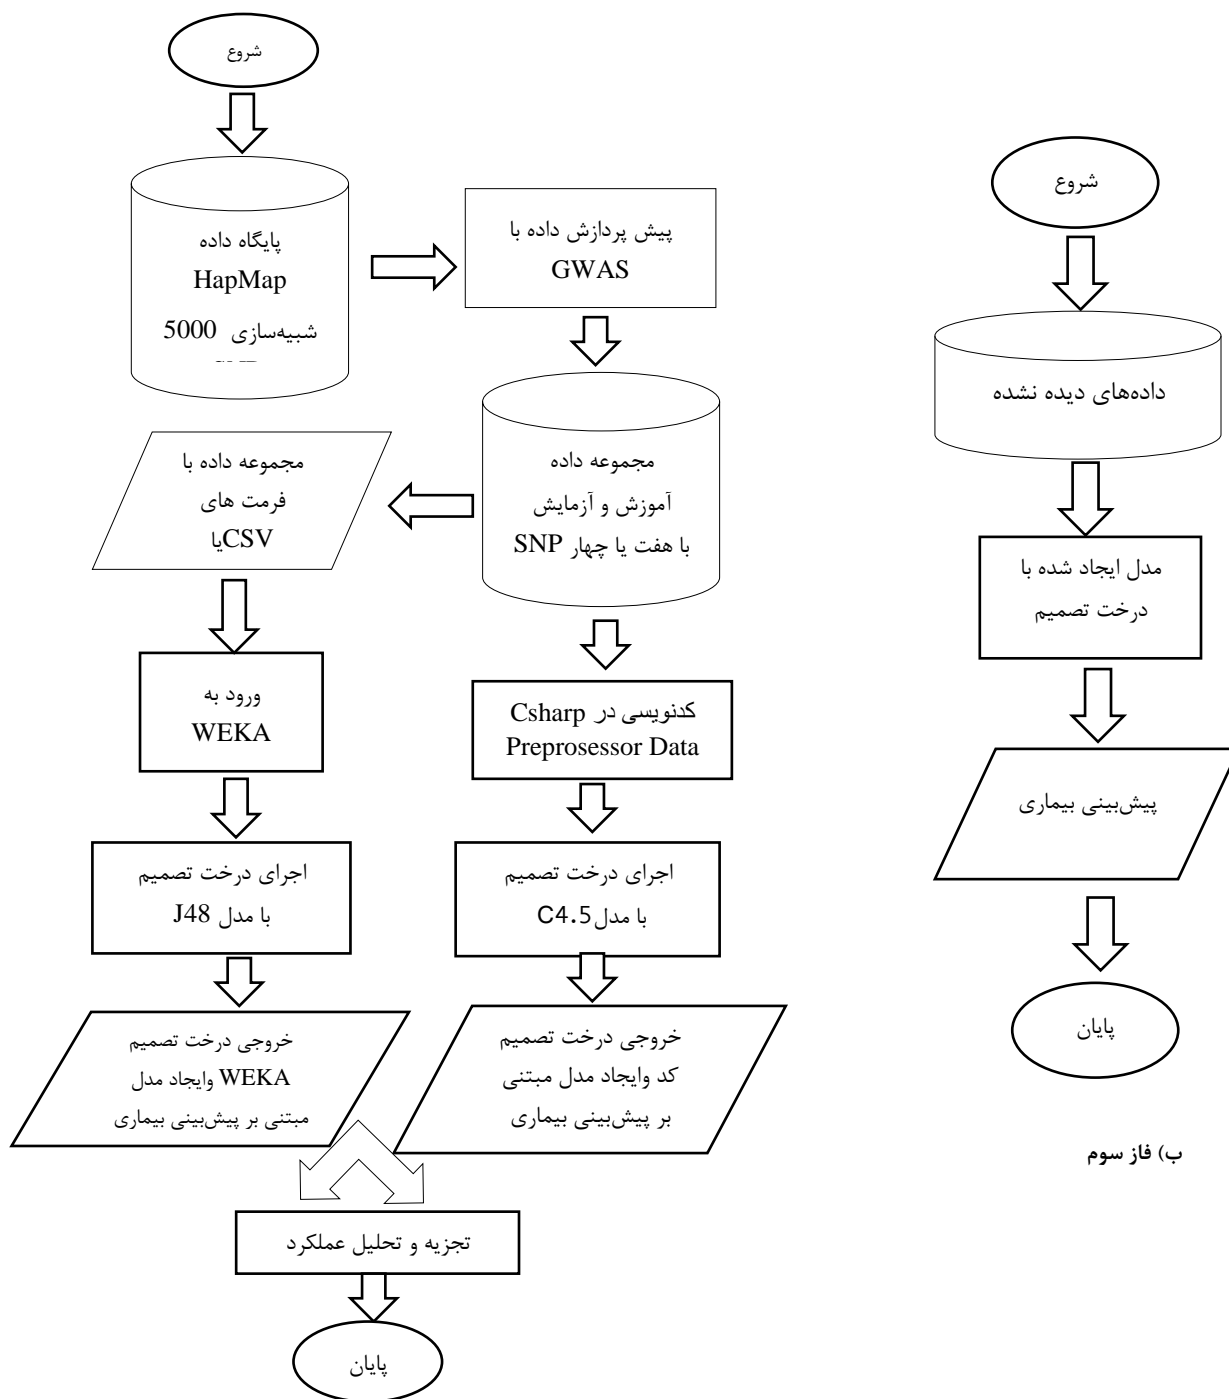 شروع
پایگاه داده
HapMap
شبیه‌سازی 5000
پیش پردازش داده با
GWAS
مجموعه داده
آموزش و آزمایش
با هفت یا چهار SNP
مجموعه داده با
فرمت های
CSVیا
ورود به
WEKA
اجرای درخت تصمیم
با مدل J48
خروجی درخت تصمیم
WEKA وایجاد مدل
مبتنی بر پیش‌بینی بیماری
کدنویسی در Csharp
Preprosessor Data
اجرای درخت تصمیم
با مدل C4.5
خروجی درخت تصمیم
کد وایجاد مدل مبتنی
بر پیش‌بینی بیماری
تجزیه و تحلیل عملکرد
پایان
شروع
داده‌های دیده نشده
مدل ایجاد شده با
درخت تصمیم
پیش‌بینی بیماری
پایان
ب) فاز سوم